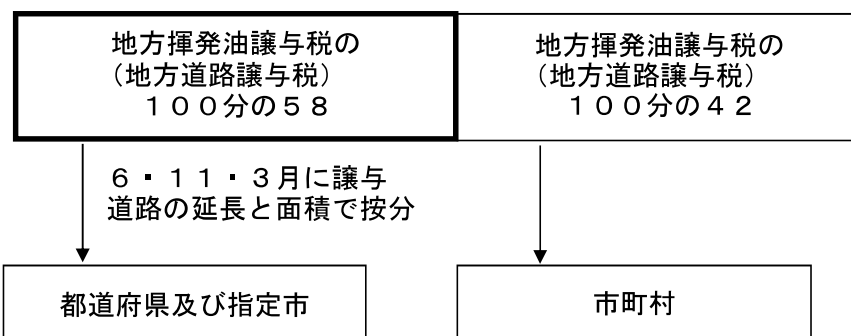 地方揮発油譲与税の
（地方道路譲与税）
１００分の５８
地方揮発油譲与税の
（地方道路譲与税）
１００分の４２
６・１１・３月に譲与
道路の延長と面積で按分
都道府県及び指定市
市町村